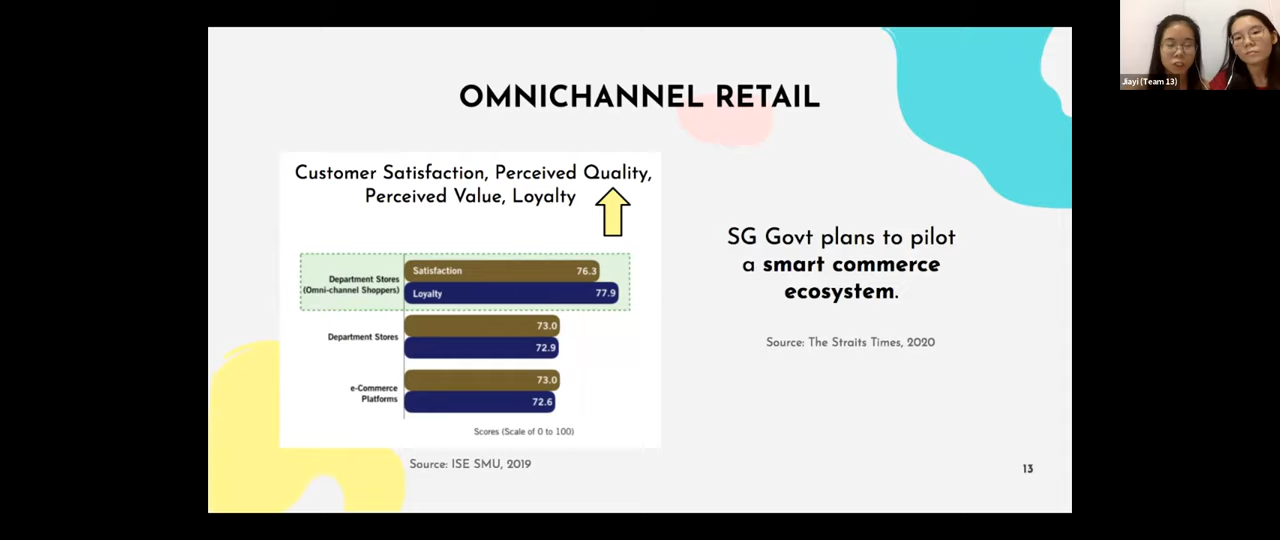 OMNICHANNEL RETAIL
Customer Satisfaction, Perceived Quality,
Perceived Value, Loyalty
Department Stores
(Omni-channel Shoppers)
Satisfaction 76.3
Loyalty 77.9
Department Stores
73.0
72.9
e-Commerce
Platforms
73.0
72.6
Scores (Scale of 0 to 100)
Source: ISE SMU, 2019
SG Govt plans to pilot
a smart commerce
ecosystem.
Source: The Straits Times, 2020
13
Jiayi (Team 13)